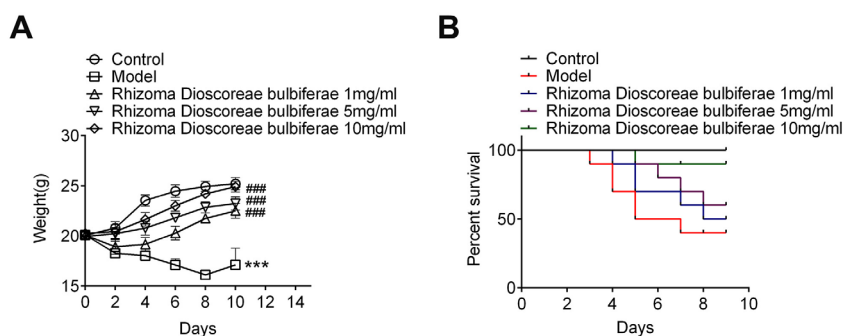 A
Control
Model
Rhizoma Dioscoreae bulbiferae 1mg/ml
Rhizoma Dioscoreae bulbiferae 5mg/ml
Rhizoma Dioscoreae bulbiferae 10mg/ml
30
25
20
15
Weight(g)
###
###
###
***
0 2 4 6 8 10 12 14
Days
B
Control
Model
Rhizoma Dioscoreae bulbiferae 1mg/ml
Rhizoma Dioscoreae bulbiferae 5mg/ml
Rhizoma Dioscoreae bulbiferae 10mg/ml
100
50
0
Percent survival
0 2 4 6 8 10
Days